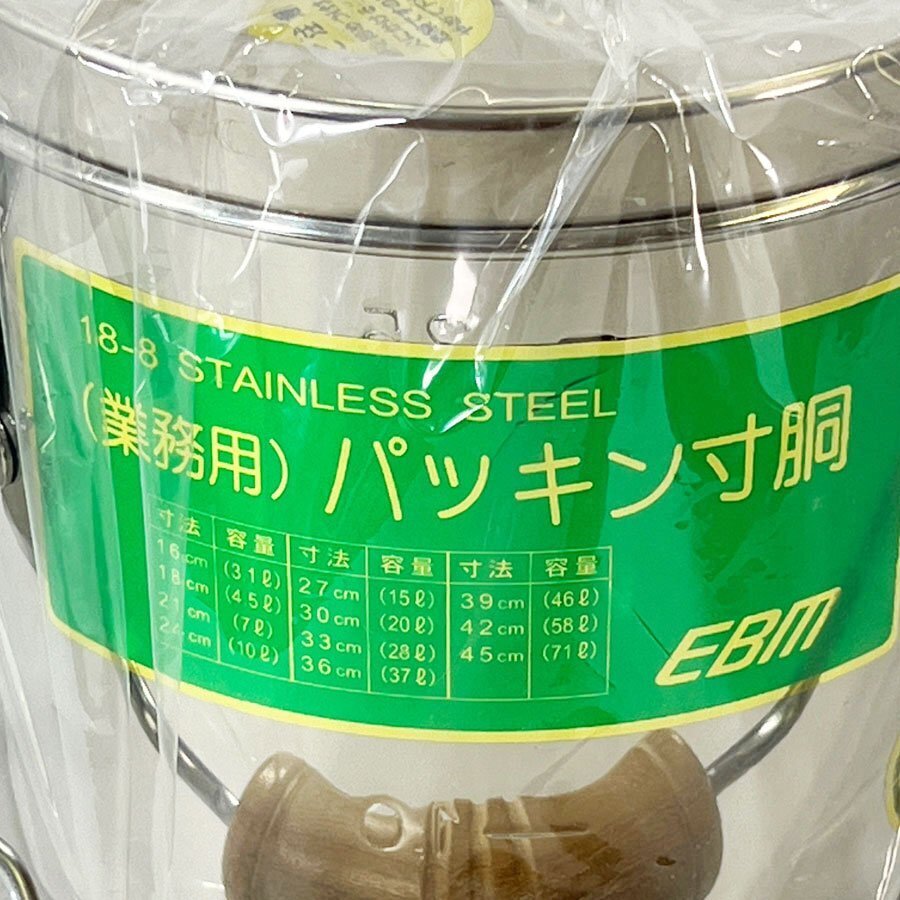 18-8 STAINLESS STEEL
(業務用) パッキン寸胴
寸法 容量 寸法 容量 寸法 容量
16cm (3.1ℓ) 27cm (15ℓ) 39cm (46ℓ)
18cm (4.5ℓ) 30cm (20ℓ) 42cm (58ℓ)
21cm (7ℓ) 33cm (28ℓ) 45cm (71ℓ)
24cm (10ℓ) 36cm (37ℓ)
EBM